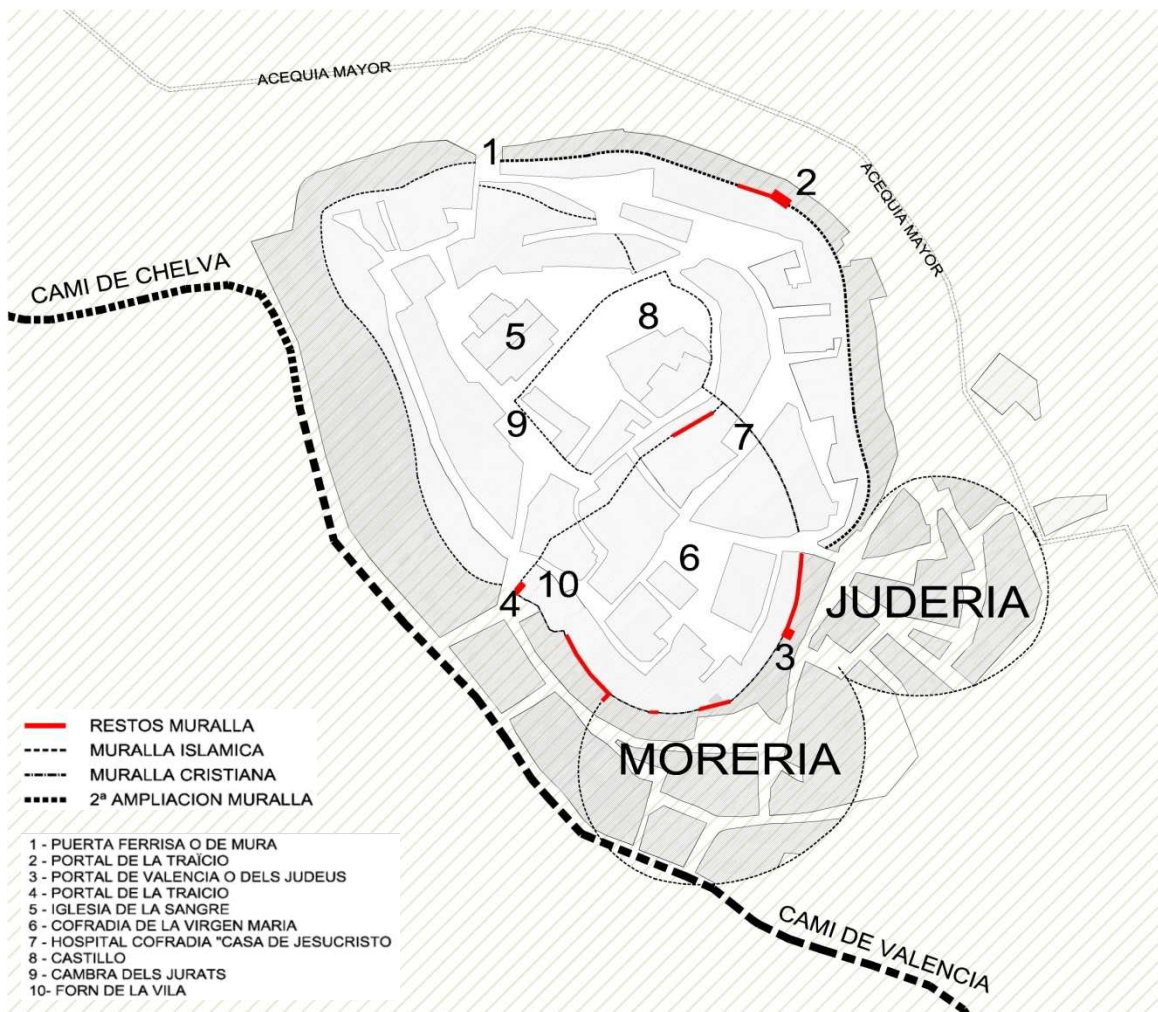 ACEQUIA MAYOR
1
ACEQUIA MAYOR
2
CAMI DE CHELVA
8
5
9
7
6
10
4
JUDERIA
3
MORERIA
RESTOS MURALLA
MURALLA ISLAMICA
MURALLA CRISTIANA
2ª AMPLIACION MURALLA
1 - PUERTA FERRISA O DE MURA
2 - PORTAL DE LA TRAÏCIO
3 - PORTAL DE VALENCIA O DELS JUDEUS
4 - PORTAL DE LA TRAICIO
5 - IGLESIA DE LA SANGRE
6 - COFRADIA DE LA VIRGEN MARIA
7 - HOSPITAL COFRADIA "CASA DE JESUCRISTO
8 - CASTILLO
9 - CAMBRA DELS JURATS
10- FORN DE LA VILA
CAMI DE VALENCIA